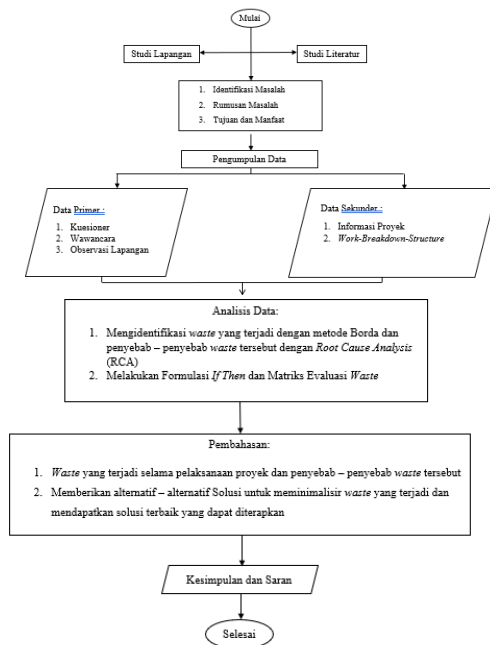 Mulai
Studi Lapangan
Studi Literatur
1. Identifikasi Masalah
2. Rumusan Masalah
3. Tujuan dan Manfaat
Pengumpulan Data
Data Primer :
1. Kuesioner
2. Wawancara
3. Observasi Lapangan
Data Sekunder :
1. Informasi Proyek
2. Work-Breakdown-Structure
Analisis Data:
1. Mengidentifikasi waste yang terjadi dengan metode Borda dan
penyebab – penyebab waste tersebut dengan Root Cause Analysis
(RCA)
2. Melakukan Formulasi If Then dan Matriks Evaluasi Waste
Pembahasan:
1. Waste yang terjadi selama pelaksanaan proyek dan penyebab – penyebab waste tersebut
2. Memberikan alternatif – alternatif Solusi untuk meminimalisir waste yang terjadi dan
mendapatkan solusi terbaik yang dapat diterapkan
Kesimpulan dan Saran
Selesai